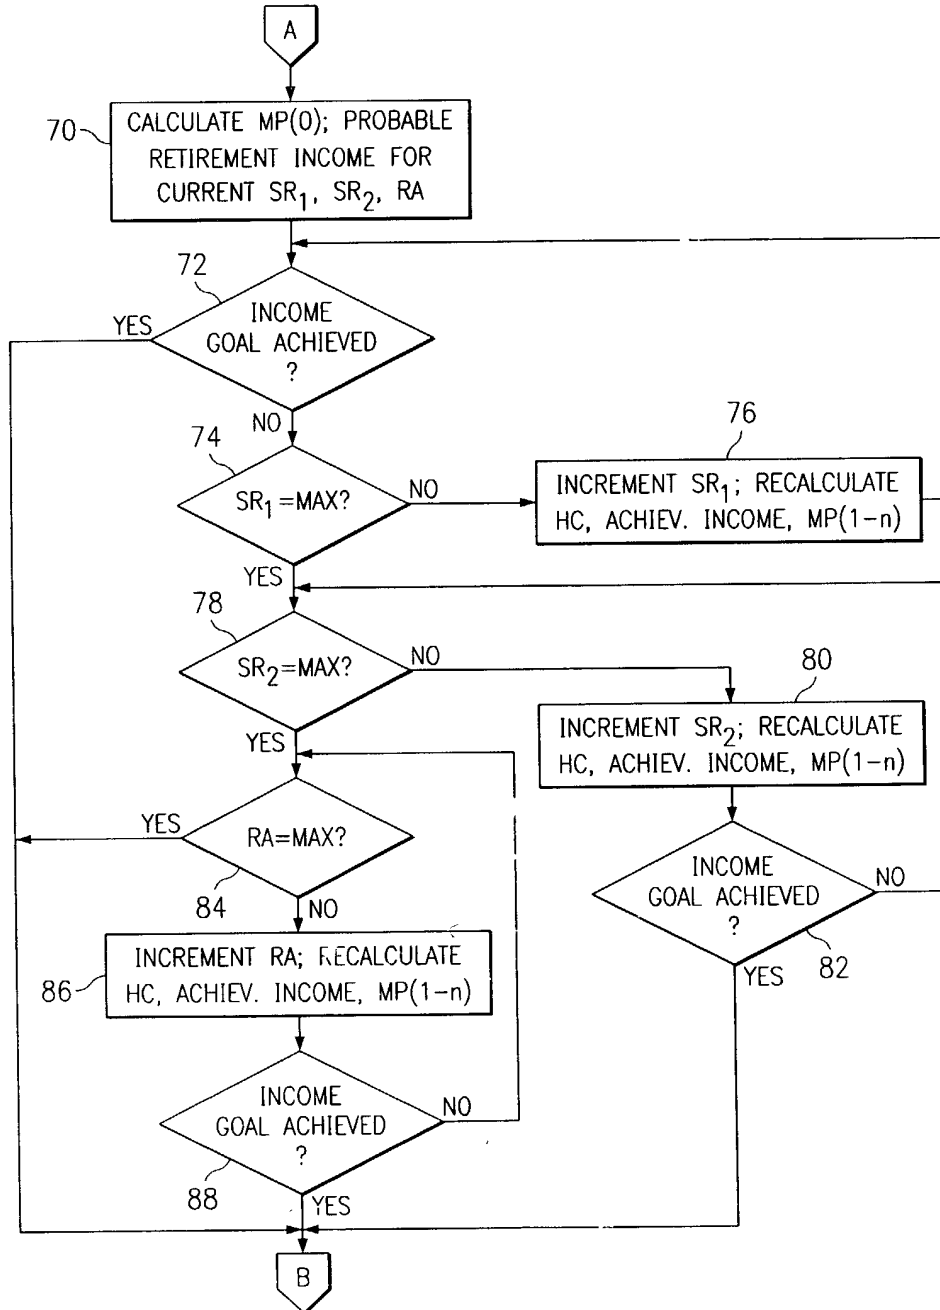 A
70
CALCULATE MP(0); PROBABLE
RETIREMENT INCOME FOR
CURRENT SR1, SR2, RA
72
YES
INCOME
GOAL ACHIEVED
?
NO
74
SR1=MAX?
NO
76
INCREMENT SR1; RECALCULATE
HC, ACHIEV. INCOME, MP(1-n)
YES
78
SR2=MAX?
NO
80
INCREMENT SR2; RECALCULATE
HC, ACHIEV. INCOME, MP(1-n)
YES
YES
RA=MAX?
84
NO
INCOME
GOAL ACHIEVED
?
NO
82
YES
86
INCREMENT RA; RECALCULATE
HC, ACHIEV. INCOME, MP(1-n)
INCOME
GOAL ACHIEVED
?
NO
88
YES
B